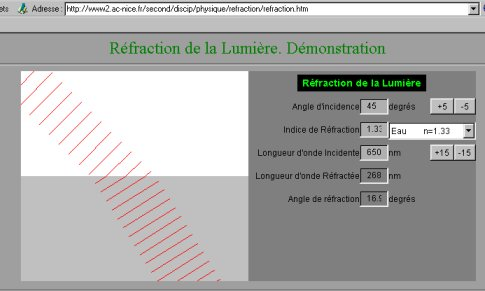 ets Adresse : http://www2.ac-nice.fr/second/discip/physique/refraction/refraction.htm
Réfraction de la Lumière. Démonstration
Réfraction de la Lumière
Angle d'incidence 45 degrés +5 -5
Indice de Réfraction 1.33 Eau n=1.33
Longueur d'onde Incidente 650 nm +15 -15
Longueur d'onde Réfractée 268 nm
Angle de réfraction 16.9 degrés